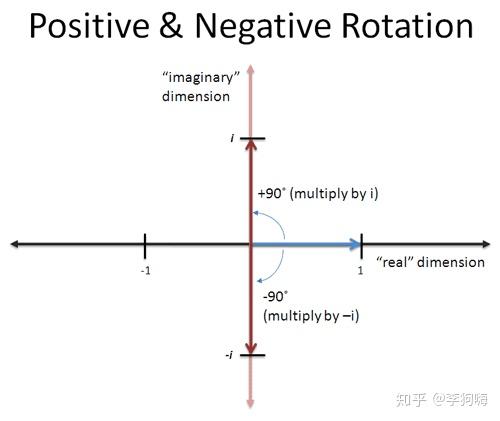 Positive & Negative Rotation
“imaginary”
dimension
i
+90˚ (multiply by i)
-1
1
“real” dimension
-90˚
(multiply by –i)
-i
知乎 @李狗嗨